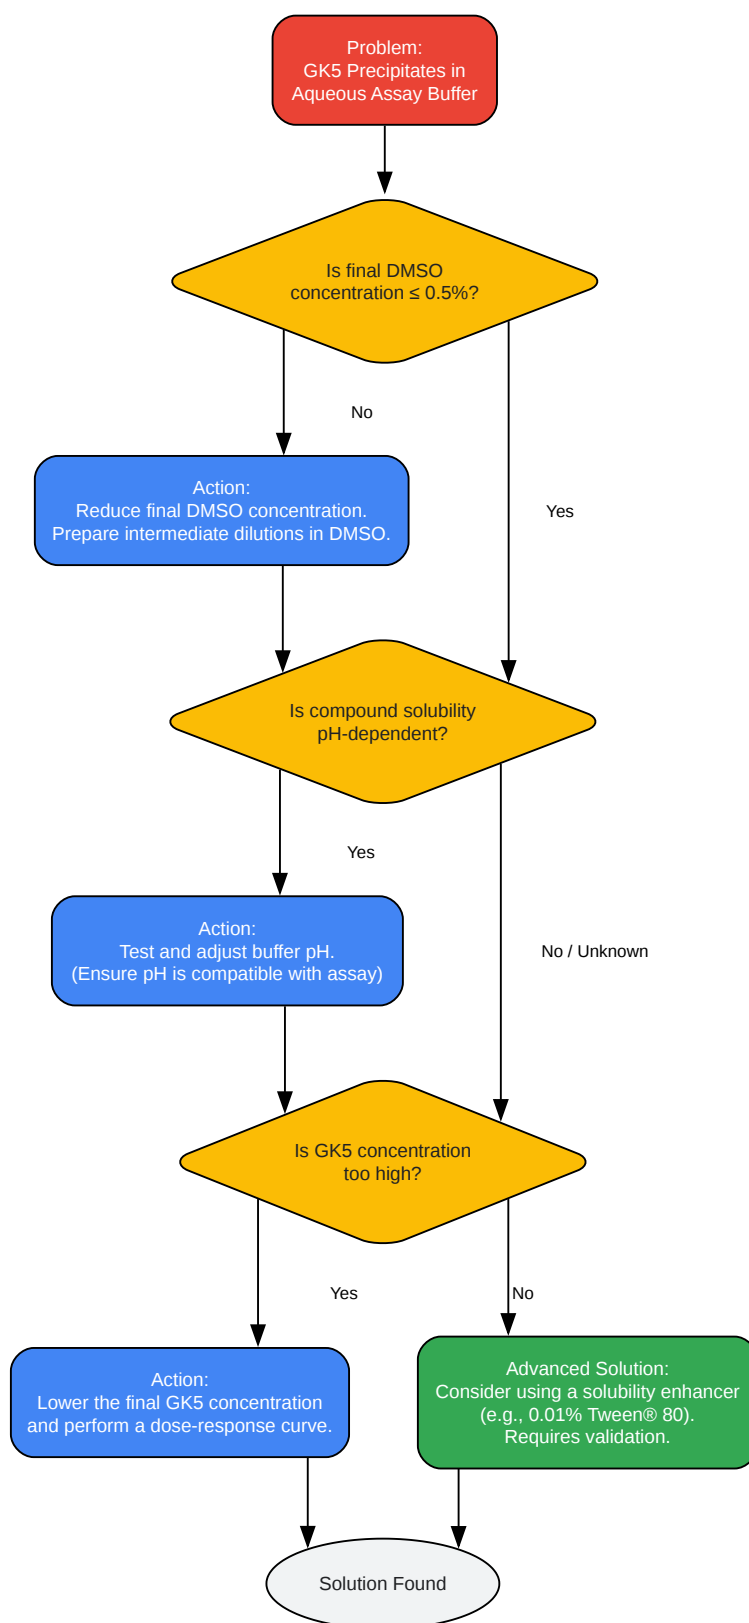 Problem:
GK5 Precipitates in
Aqueous Assay Buffer
Is final DMSO
concentration ≤ 0.5%?
No
Action:
Reduce final DMSO concentration.
Prepare intermediate dilutions in DMSO.
Yes
Is compound solubility
pH-dependent?
Yes
Action:
Test and adjust buffer pH.
(Ensure pH is compatible with assay)
No / Unknown
Is GK5 concentration
too high?
Yes
No
Action:
Lower the final GK5 concentration
and perform a dose-response curve.
Advanced Solution:
Consider using a solubility enhancer
(e.g., 0.01% Tween® 80).
Requires validation.
Solution Found